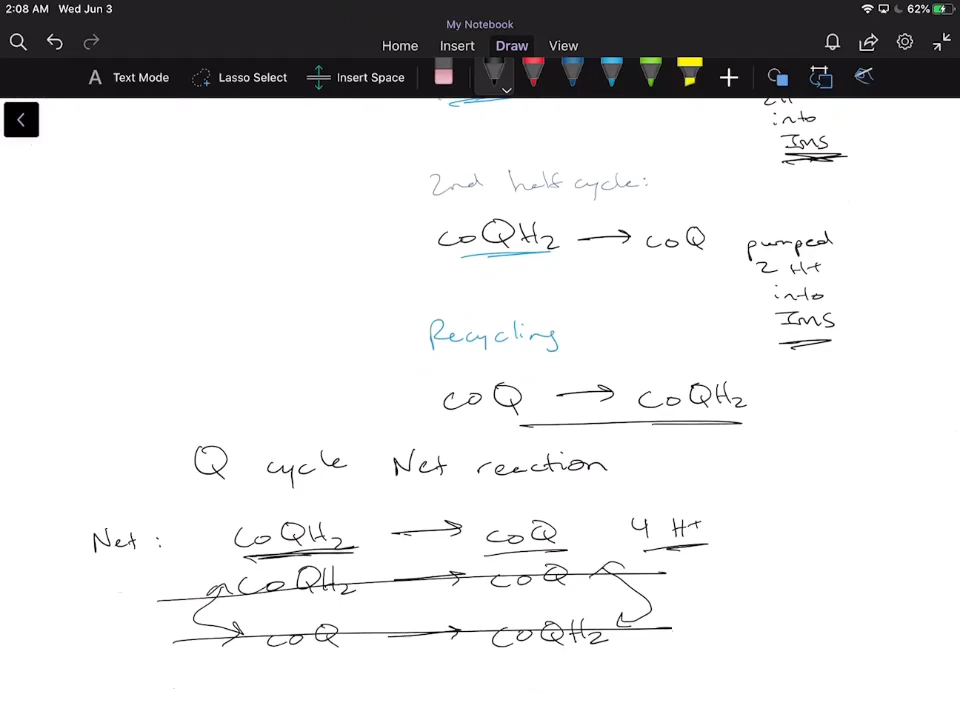 2:08 AM Wed Jun 3
62%
My Notebook
Home Insert Draw View
Text Mode Lasso Select Insert Space
2H
into
Ims
2nd half cycle:
coQH2 → coQ
pumped
2 H+
into
Ims
Recycling
coQ → coQH2
Q cycle Net reaction
Net: coQH2 → coQ 4 H+
coQH2 → coQ
coQ → coQH2